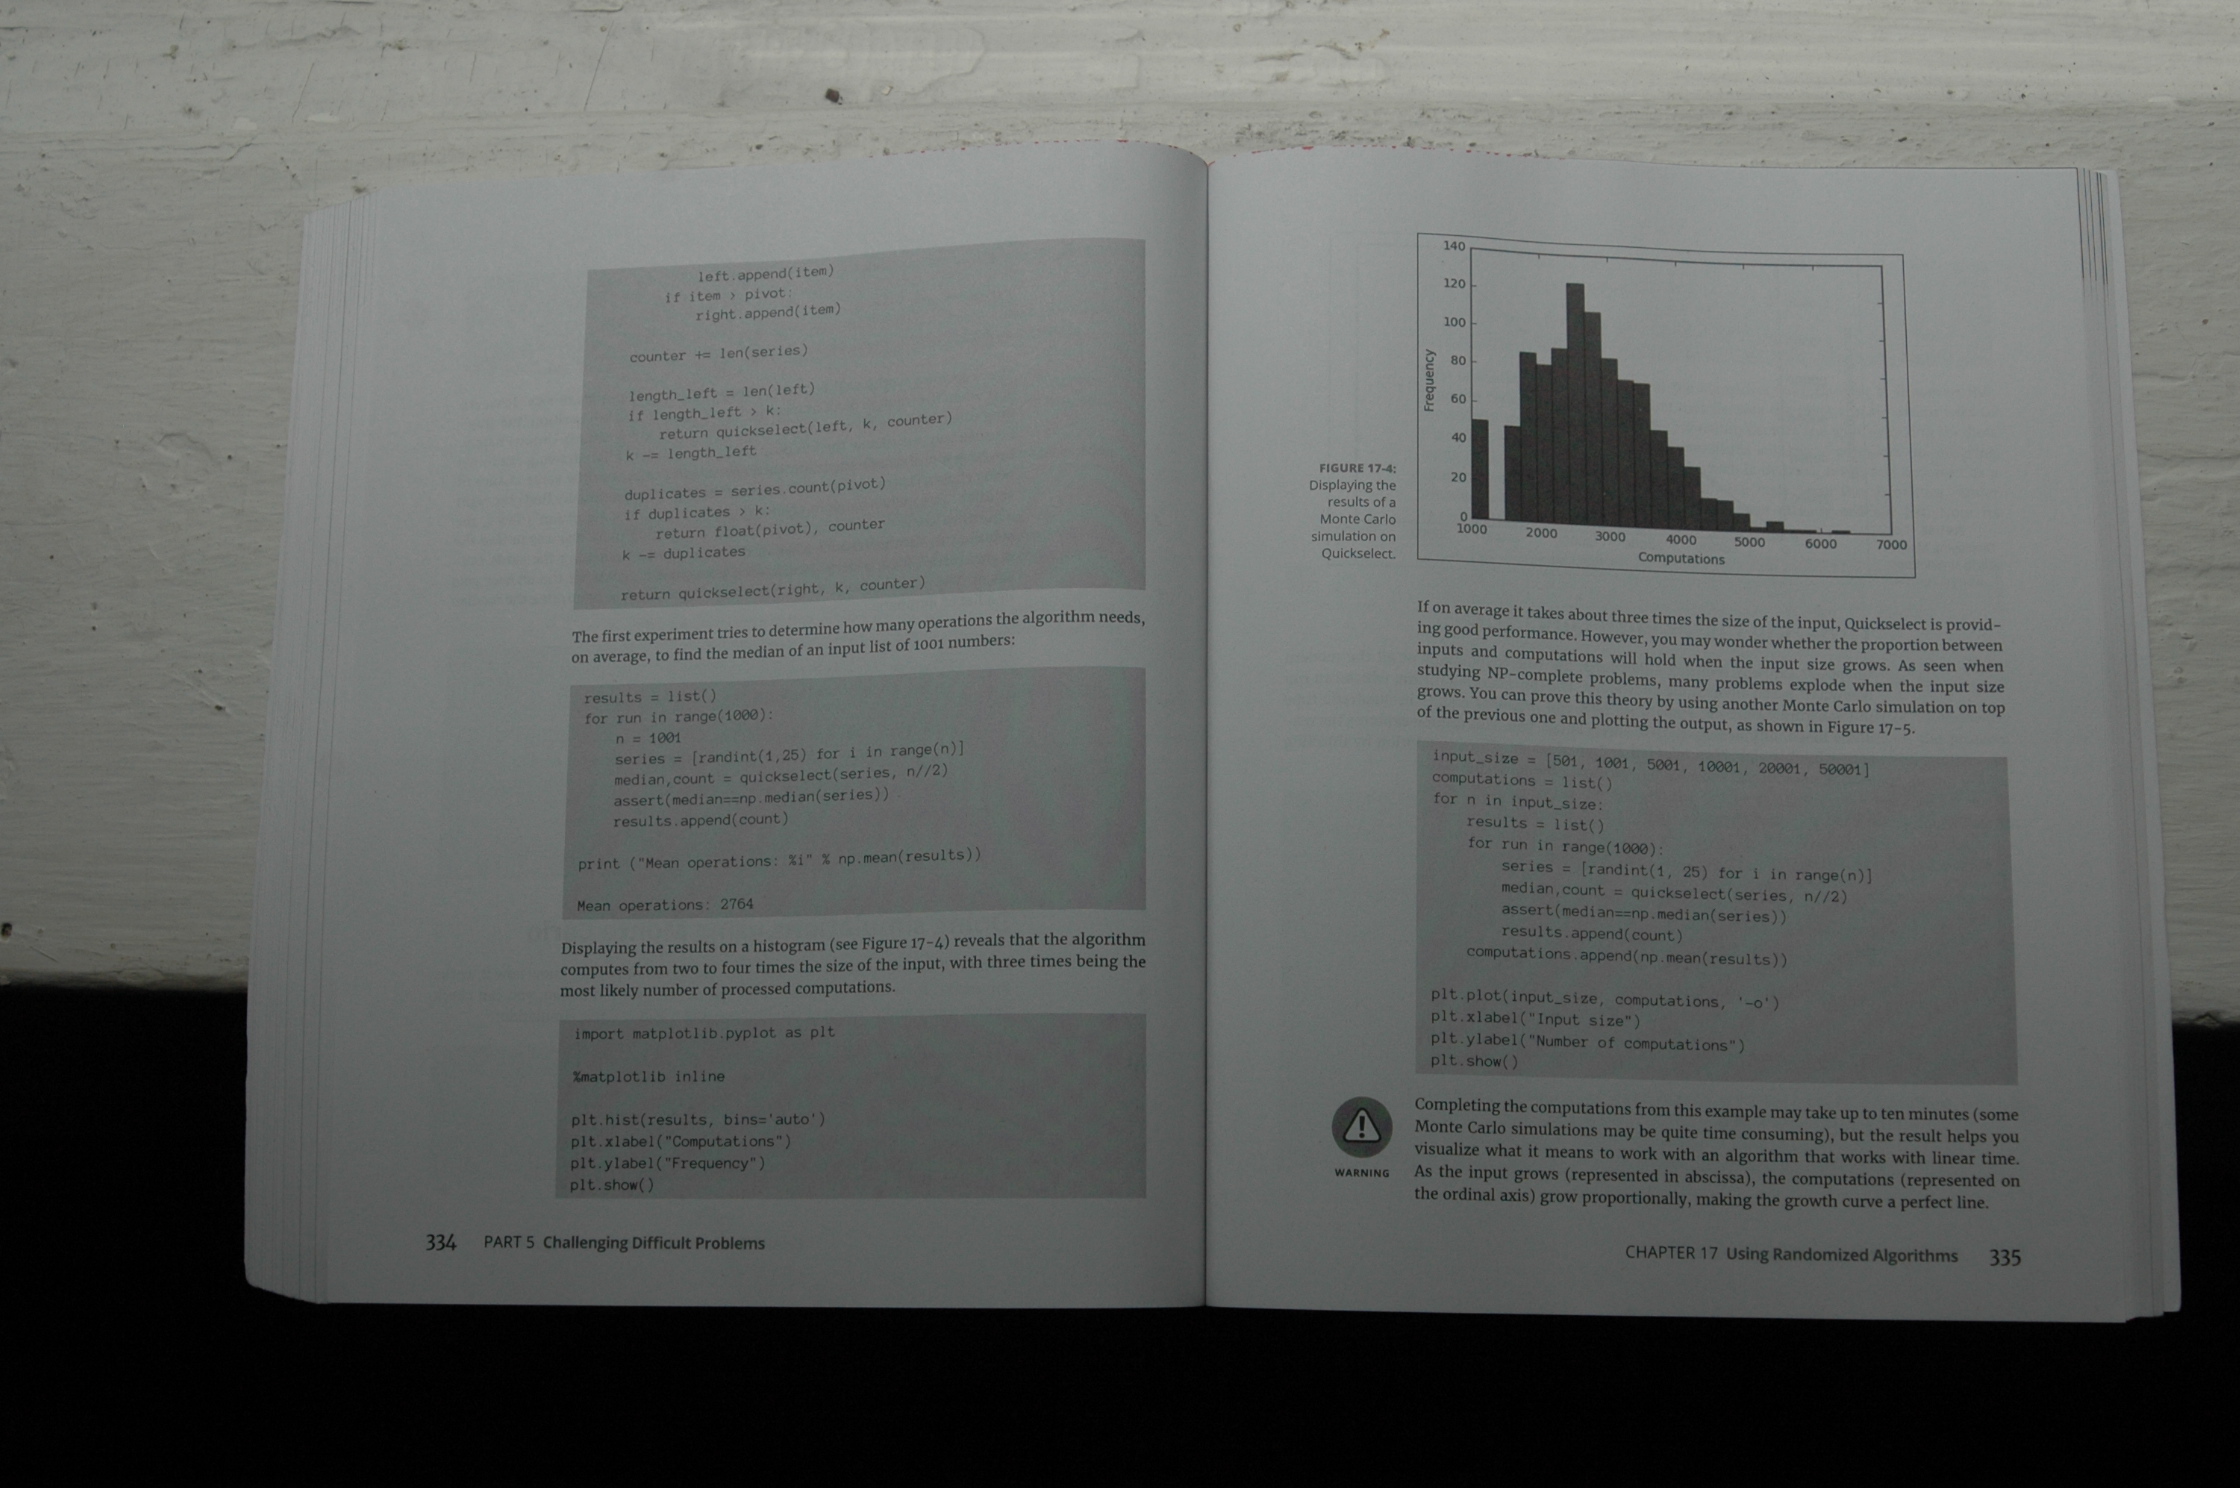 left.append(item)
if item > pivot:
right.append(item)
counter += len(series)
length_left = len(left)
if length_left > k:
return quickselect(left, k, counter)
k -= length_left
duplicates = series.count(pivot)
if duplicates > k:
return float(pivot), counter
k -= duplicates
return quickselect(right, k, counter)
The first experiment tries to determine how many operations the algorithm needs,
on average, to find the median of an input list of 1001 numbers:
results = list()
for run in range(1000):
n = 1001
series = [randint(1,25) for i in range(n)]
median,count = quickselect(series, n//2)
assert(median==np.median(series))
results.append(count)
print ("Mean operations: %i" % np.mean(results))
Mean operations: 2764
Displaying the results on a histogram (see Figure 17-4) reveals that the algorithm
computes from two to four times the size of the input, with three times being the
most likely number of processed computations.
import matplotlib.pyplot as plt
%matplotlib inline
plt.hist(results, bins='auto')
plt.xlabel("Computations")
plt.ylabel("Frequency")
plt.show()
334 PART 5 Challenging Difficult Problems
140
120
100
80
60
40
20
0
Frequency
1000 2000 3000 4000 5000 6000 7000
Computations
FIGURE 17-4:
Displaying the
results of a
Monte Carlo
simulation on
Quickselect.
If on average it takes about three times the size of the input, Quickselect is provid-
ing good performance. However, you may wonder whether the proportion between
inputs and computations will hold when the input size grows. As seen when
studying NP-complete problems, many problems explode when the input size
grows. You can prove this theory by using another Monte Carlo simulation on top
of the previous one and plotting the output, as shown in Figure 17-5.
input_size = [501, 1001, 5001, 10001, 20001, 50001]
computations = list()
for n in input_size:
results = list()
for run in range(1000):
series = [randint(1, 25) for i in range(n)]
median,count = quickselect(series, n//2)
assert(median==np.median(series))
results.append(count)
computations.append(np.mean(results))
plt.plot(input_size, computations, '-o')
plt.xlabel("Input size")
plt.ylabel("Number of computations")
plt.show()
WARNING
Completing the computations from this example may take up to ten minutes (some
Monte Carlo simulations may be quite time consuming), but the result helps you
visualize what it means to work with an algorithm that works with linear time.
As the input grows (represented in abscissa), the computations (represented on
the ordinal axis) grow proportionally, making the growth curve a perfect line.
CHAPTER 17 Using Randomized Algorithms 335